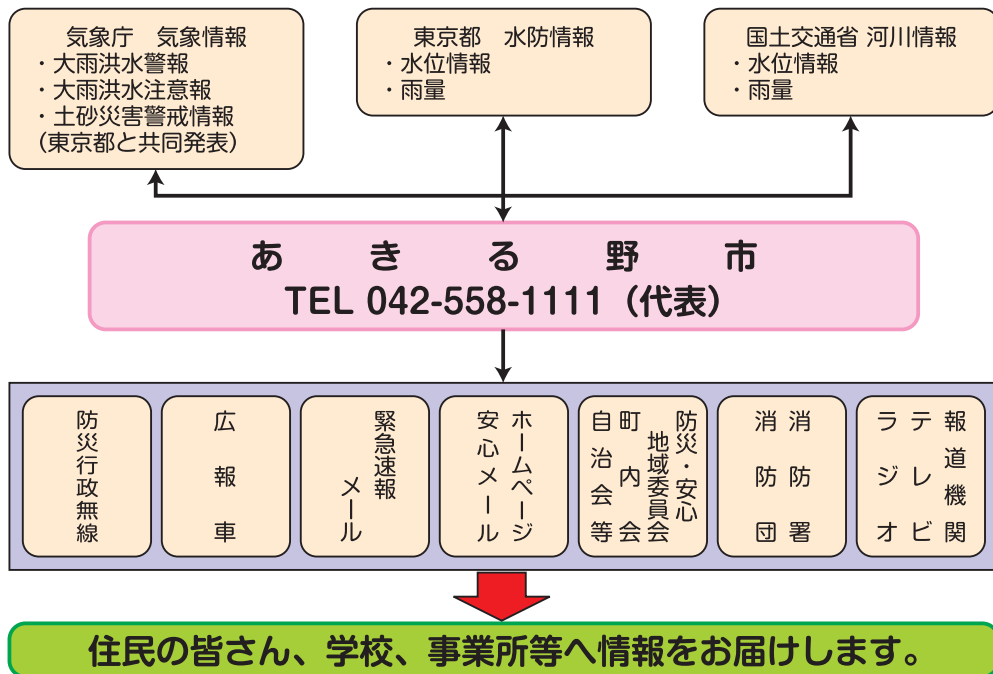 気象庁　気象情報
・大雨洪水警報
・大雨洪水注意報
・土砂災害警戒情報
(東京都と共同発表)
東京都　水防情報
・水位情報
・雨量
国土交通省 河川情報
・水位情報
・雨量
あきる野市
TEL 042-558-1111（代表）
防災行政無線
広報車
緊急速報
メール
ホームページ
安心メール
防災・安心
地域委員会
町内会
自治会等
消防署
消防団
報道機関
テレビ
ラジオ
住民の皆さん、学校、事業所等へ情報をお届けします。